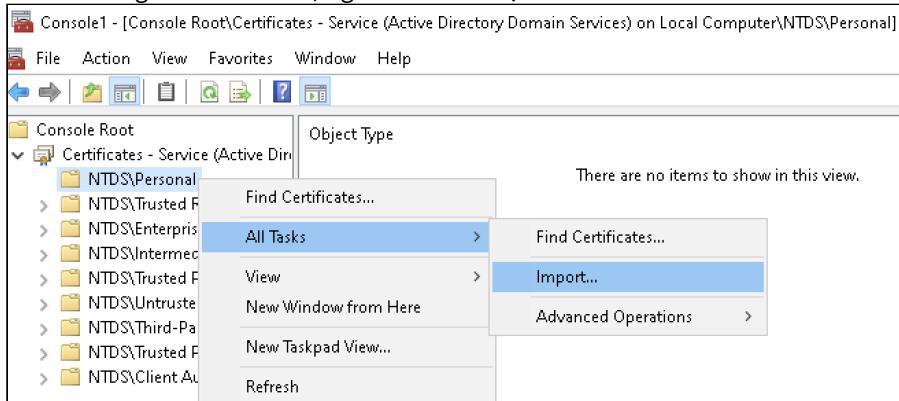 Console1 - [Console Root\Certificates - Service (Active Directory Domain Services) on Local Computer\NTDS\Personal]
File Action View Favorites Window Help
Console Root
Object Type
Certificates - Service (Active Dire
There are no items to show in this view.
NTDS\Personal
NTDS\Trusted R
NTDS\Enterpris
NTDS\Intermed
NTDS\Trusted P
NTDS\Untruste
NTDS\Third-Pa
NTDS\Trusted P
NTDS\Client Au
Find Certificates...
All Tasks
View
New Window from Here
New Taskpad View...
Refresh
Find Certificates...
Import...
Advanced Operations